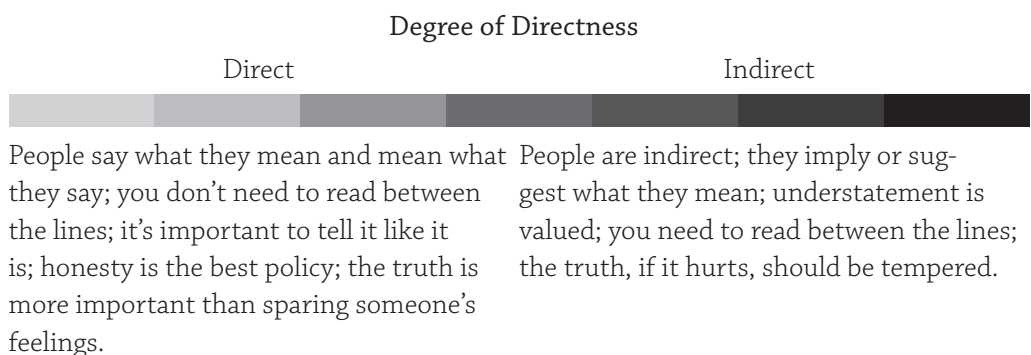 Degree of Directness
Direct
Indirect
People say what they mean and mean what
they say; you don’t need to read between
the lines; it’s important to tell it like it
is; honesty is the best policy; the truth is
more important than sparing someone’s
feelings.
People are indirect; they imply or sug-
gest what they mean; understatement is
valued; you need to read between the lines;
the truth, if it hurts, should be tempered.